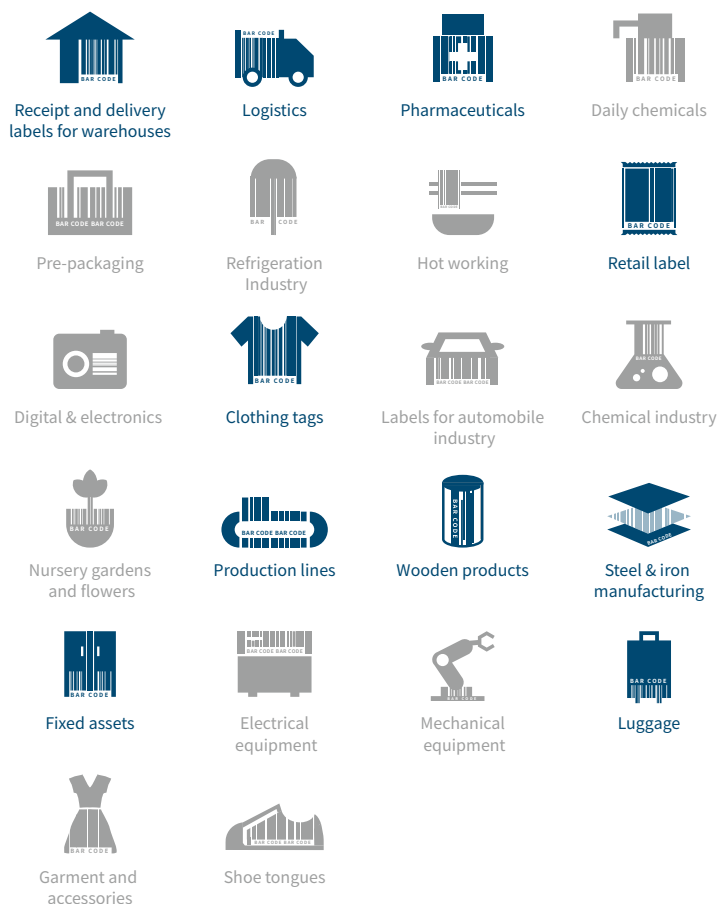 BAR CODE
BAR CODE
BAR CODE
Receipt and delivery
labels for warehouses
Logistics
Pharmaceuticals
Daily chemicals
BAR CODE
BAR CODE BAR CODE
BAR CODE
BAR CODE
Pre-packaging
Refrigeration
Industry
Hot working
Retail label
BAR CODE
BAR CODE
BAR CODE BAR CODE
BAR CODE
Digital & electronics
Clothing tags
Labels for automobile
industry
Chemical industry
BAR CODE
BAR CODE BAR CODE
BAR CODE
BAR CODE
Nursery gardens
and flowers
Production lines
Wooden products
Steel & iron
manufacturing
BAR CODE
BAR CODE BAR CODE
BAR CODE
BAR CODE
Fixed assets
Electrical
equipment
Mechanical
equipment
Luggage
BAR CODE
BAR CODE BAR CODE
Garment and
accessories
Shoe tongues